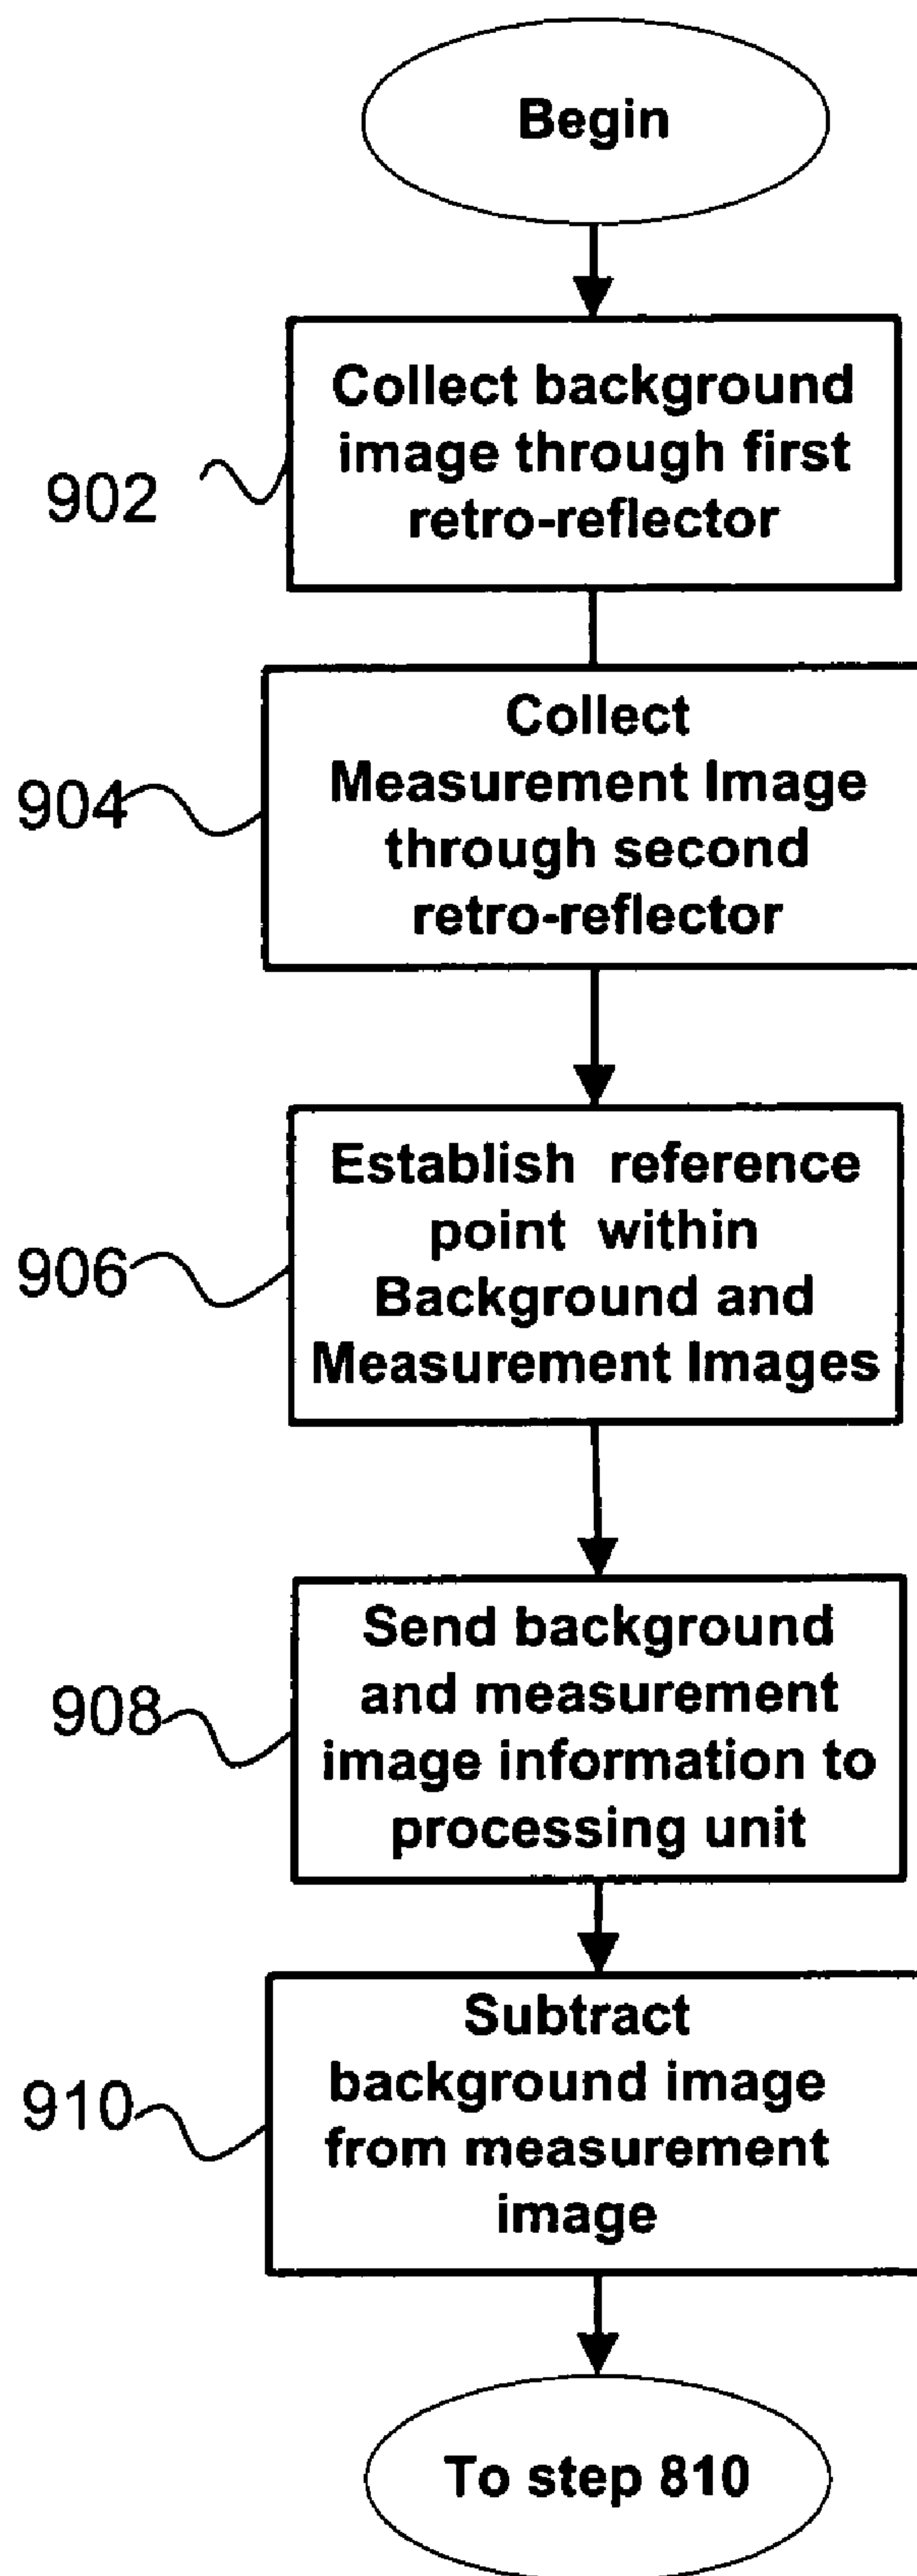 Begin
Collect background
image through first
retro-reflector
902
Collect
Measurement Image
through second
retro-reflector
904
Establish reference
point within
Background and
Measurement Images
906
Send background
and measurement
image information to
processing unit
908
Subtract
background image
from measurement
image
910
To step 810